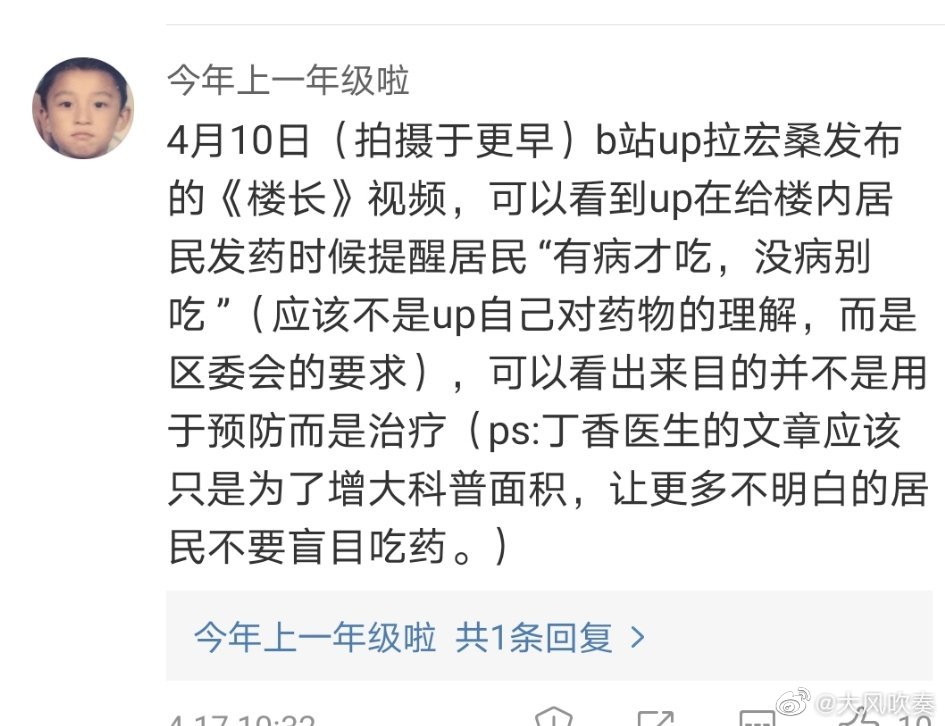 今年上一年级啦
4月10日（拍摄于更早）b站up拉宏桑发布
的《楼长》视频，可以看到up在给楼内居
民发药时候提醒居民“有病才吃，没病别
吃”（应该不是up自己对药物的理解，而是
区委会的要求），可以看出来目的并不是用
于预防而是治疗（ps:丁香医生的文章应该
只是为了增大科普面积，让更多不明白的居
民不要盲目吃药。）
今年上一年级啦 共1条回复 >
4-17 10:32
@大风吹奏